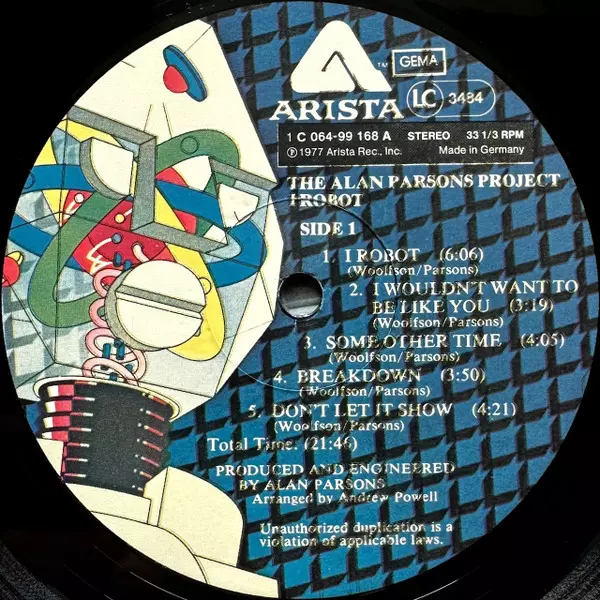 ARISTA
TM
GEMA
LC 3484
1 C 064-99 168 A STEREO 33 1/3 RPM
℗ 1977 Arista Rec., Inc. Made in Germany
THE ALAN PARSONS PROJECT
I ROBOT
SIDE 1
1. I ROBOT (6:06)
(Woolfson/Parsons)
2. I WOULDN'T WANT TO
BE LIKE YOU (3:19)
(Woolfson/Parsons)
3. SOME OTHER TIME (4:05)
(Woolfson/Parsons)
4. BREAKDOWN (3:50)
(Woolfson/Parsons)
5. DON'T LET IT SHOW (4:21)
(Woolfson/Parsons)
Total Time: (21:46)
PRODUCED AND ENGINEERED
BY ALAN PARSONS
Arranged by Andrew Powell
Unauthorized duplication is a
violation of applicable laws.